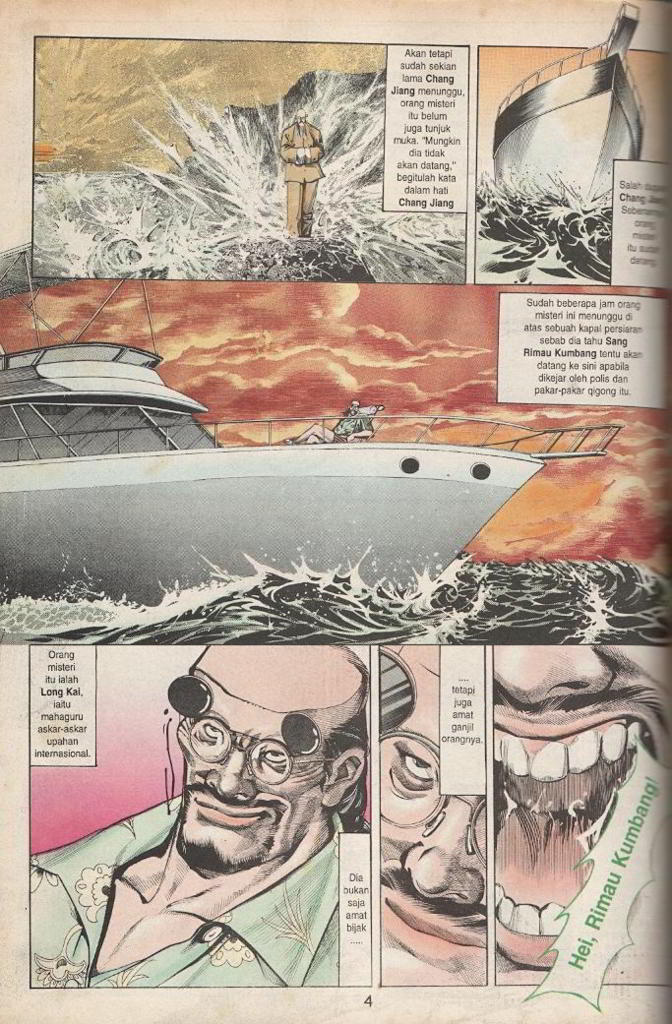 Akan tetapi
sudah sekian
lama Chang
Jiang menunggu,
orang misteri
itu belum
juga tunjuk
muka. "Mungkin
dia tidak
akan datang,"
begitulah kata
dalam hati
Chang Jiang
Salah
Chang
orang
itu
datang
Sudah beberapa jam orang
misteri ini menunggu di
atas sebuah kapal persiaran
sebab dia tahu Sang
Rimau Kumbang tentu akan
datang ke sini apabila
dikejar oleh polis dan
pakar-pakar qigong itu.
Orang
misteri
itu ialah
Long Kai,
iaitu
mahaguru
askar-askar
upahan
internasional.
Dia
bukan
saja
amat
bijak
.....
....
tetapi
juga
amat
ganjil
orangnya.
Hei, Rimau Kumbang!
4